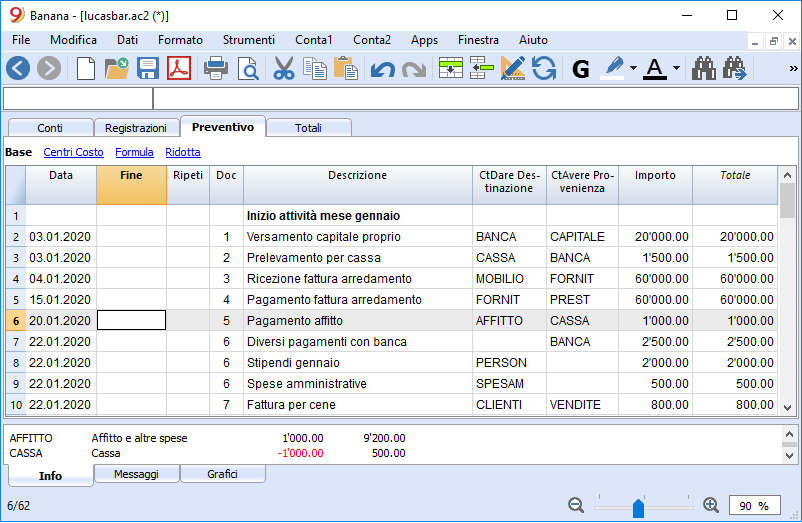 Banana - [lucasbar.ac2 (*)]
File Modifica Dati Formato Strumenti Conta1 Conta2 Apps Finestra Aiuto
G A »
Conti Registrazioni Preventivo Totali
Base Centri Costo Formula Ridotta
Data Fine Ripeti Doc Descrizione CtDare Des-tinazione CtAvere Pro-venienza Importo Totale
1 Inizio attività mese gennaio
2 03.01.2020 1 Versamento capitale proprio BANCA CAPITALE 20'000.00 20'000.00
3 03.01.2020 2 Prelevamento per cassa CASSA BANCA 1'500.00 1'500.00
4 04.01.2020 3 Ricezione fattura arredamento MOBILIO FORNIT 60'000.00 60'000.00
5 15.01.2020 4 Pagamento fattura arredamento FORNIT PREST 60'000.00 60'000.00
6 20.01.2020 5 Pagamento affitto AFFITTO CASSA 1'000.00 1'000.00
7 22.01.2020 6 Diversi pagamenti con banca BANCA 2'500.00 2'500.00
8 22.01.2020 6 Stipendi gennaio PERSON 2'000.00 2'000.00
9 22.01.2020 6 Spese amministrative SPESAM 500.00 500.00
10 22.01.2020 7 Fattura per cene CLIENTI VENDITE 800.00 800.00
AFFITTO Affitto e altre spese 1'000.00 9'200.00
CASSA Cassa -1'000.00 500.00
Info Messaggi Grafici
6/62 90 %